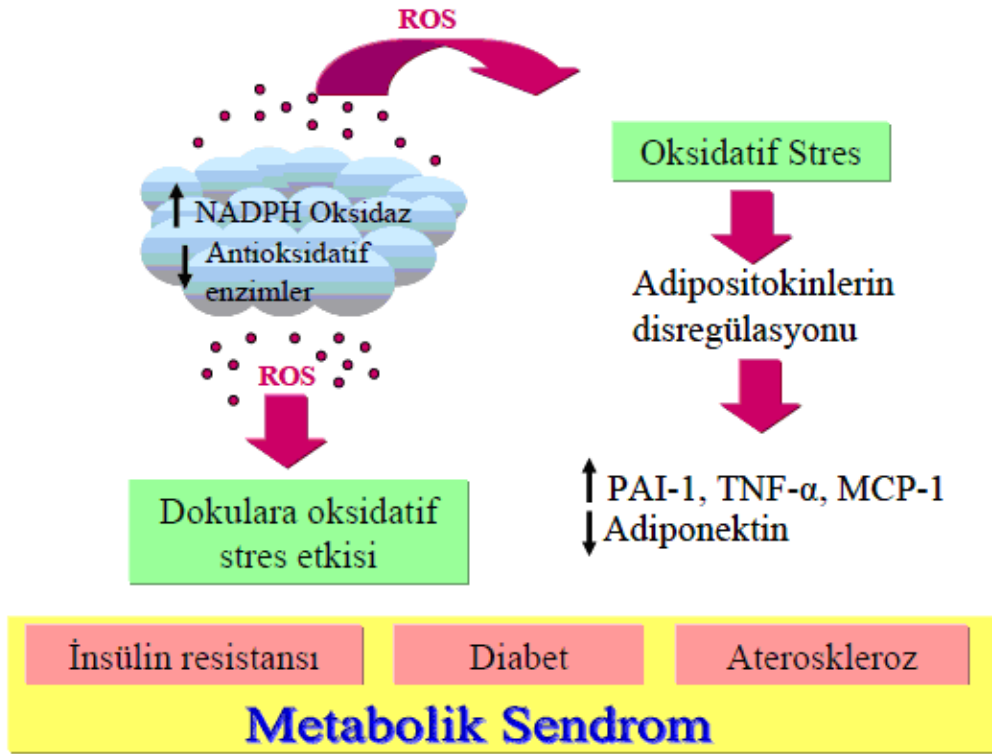 ROS
NADPH Oksidaz
Antioksidatif
enzimler
ROS
Dokulara oksidatif
stres etkisi
Oksidatif Stres
Adipositokinlerin
disregülasyonu
PAI-1, TNF-α, MCP-1
Adiponektin
İnsülin resistansı
Diabet
Ateroskleroz
Metabolik Sendrom